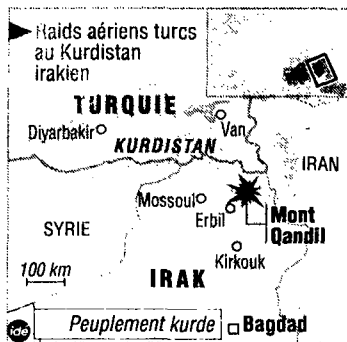 Raids aériens turcs
au Kurdistan
irakien
TURQUIE
Diyarbakir
Van
KURDISTAN
IRAN
Mossoul
Erbil
SYRIE
Mont
Qandil
Kirkouk
100 km
IRAK
idé
Peuplement kurde
Bagdad